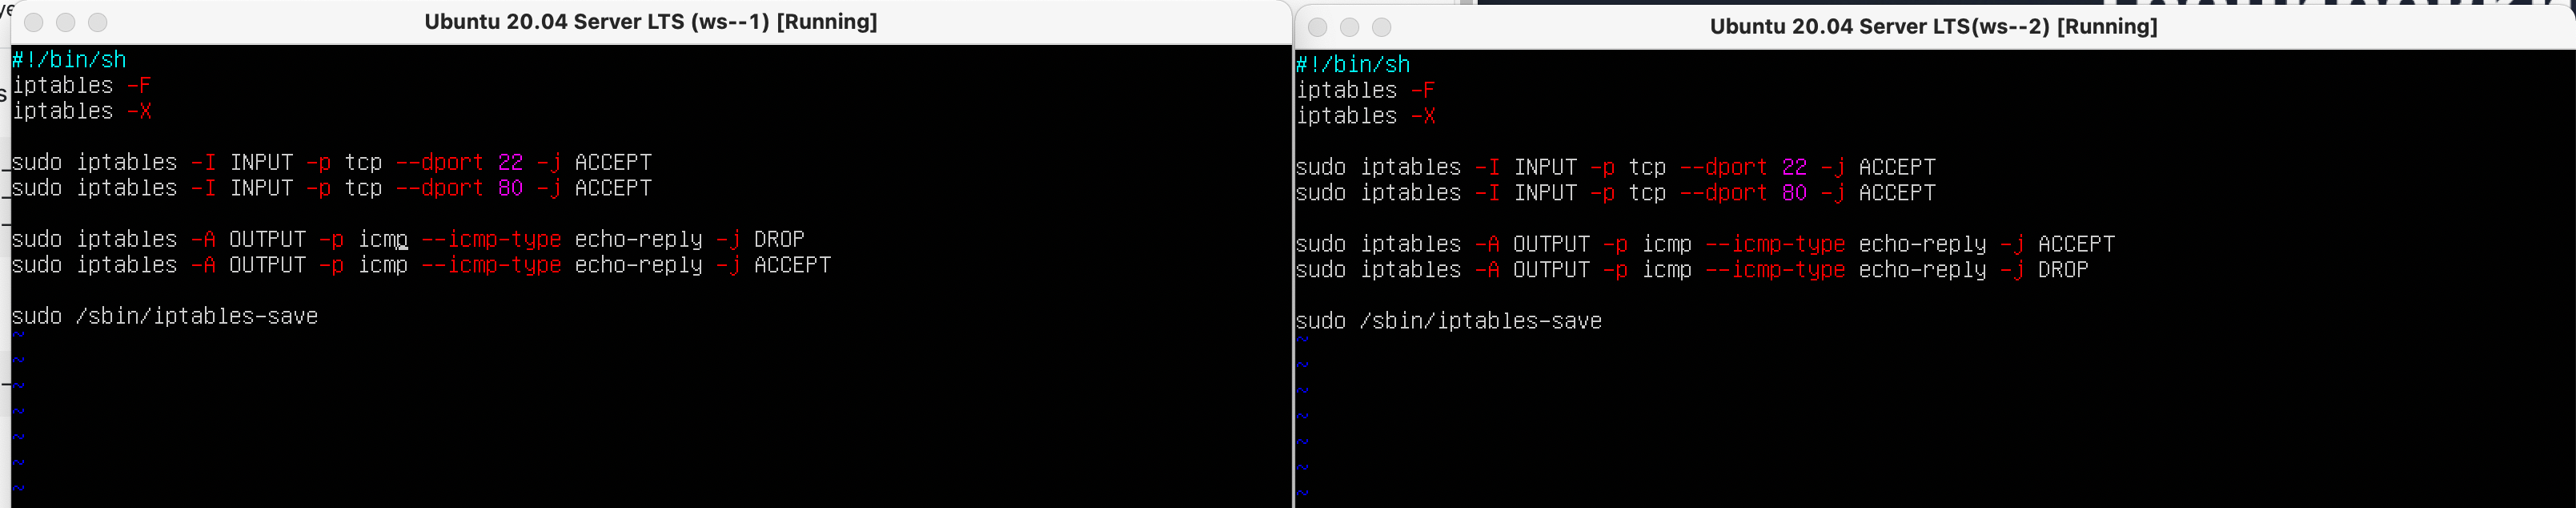 Ubuntu 20.04 Server LTS (ws--1) [Running]
#!/bin/sh
iptables -F
iptables -X
sudo iptables -I INPUT -p tcp --dport 22 -j ACCEPT
sudo iptables -I INPUT -p tcp --dport 80 -j ACCEPT
sudo iptables -A OUTPUT -p icmp --icmp-type echo-reply -j DROP
sudo iptables -A OUTPUT -p icmp --icmp-type echo-reply -j ACCEPT
sudo /sbin/iptables-save
~
~
~
~
~
~
~
Ubuntu 20.04 Server LTS(ws--2) [Running]
#!/bin/sh
iptables -F
iptables -X
sudo iptables -I INPUT -p tcp --dport 22 -j ACCEPT
sudo iptables -I INPUT -p tcp --dport 80 -j ACCEPT
sudo iptables -A OUTPUT -p icmp --icmp-type echo-reply -j ACCEPT
sudo iptables -A OUTPUT -p icmp --icmp-type echo-reply -j DROP
sudo /sbin/iptables-save
~
~
~
~
~
~
~